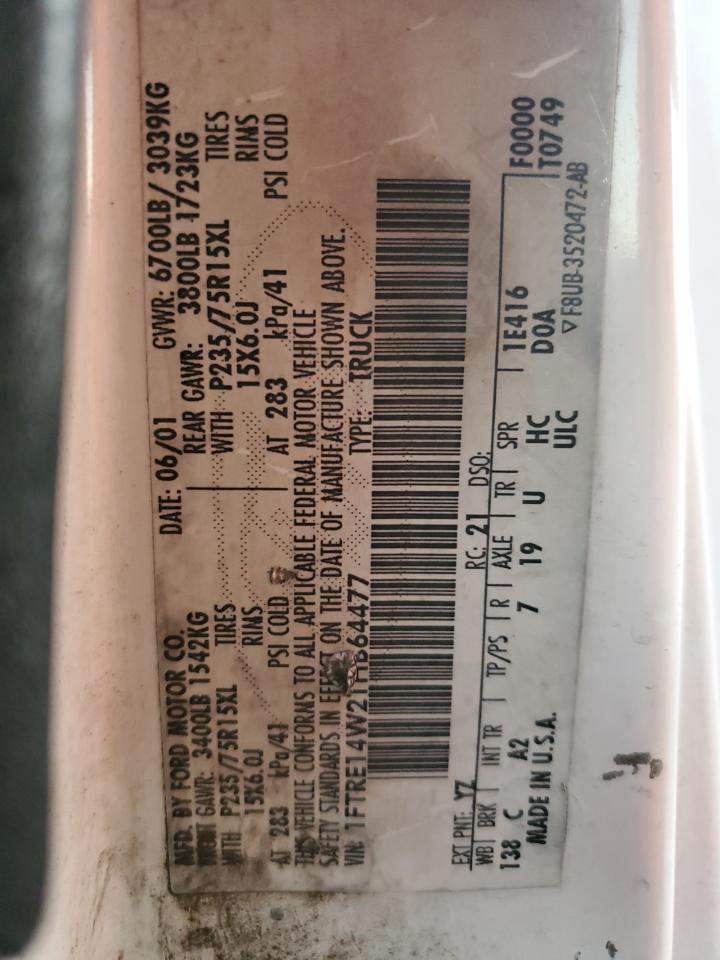 MFD. BY FORD MOTOR CO. DATE: 06/01 GVWR: 6700LB/ 3039KG
FRONT GAWR: 3400LB 1542KG REAR GAWR: 3800LB 1723KG
WITH P235/75R15XL TIRES WITH P235/75R15XL TIRES
15X6.0J RIMS 15X6.0J RIMS
AT 283 kPa/41 PSI COLD AT 283 kPa/41 PSI COLD
THIS VEHICLE CONFORMS TO ALL APPLICABLE FEDERAL MOTOR VEHICLE
SAFETY STANDARDS IN EFFECT ON THE DATE OF MANUFACTURE SHOWN ABOVE.
VIN: 1FTRE14W21HB64477 TYPE: TRUCK
EXT PNT: YZ RC: 21 DSO:
WB BRK INT TR TP/PS R AXLE TR SPR 1E416 F0000
138 C A2 7 19 U HC D0A T0749
MADE IN U.S.A. ULC F8UB-3520472-AB